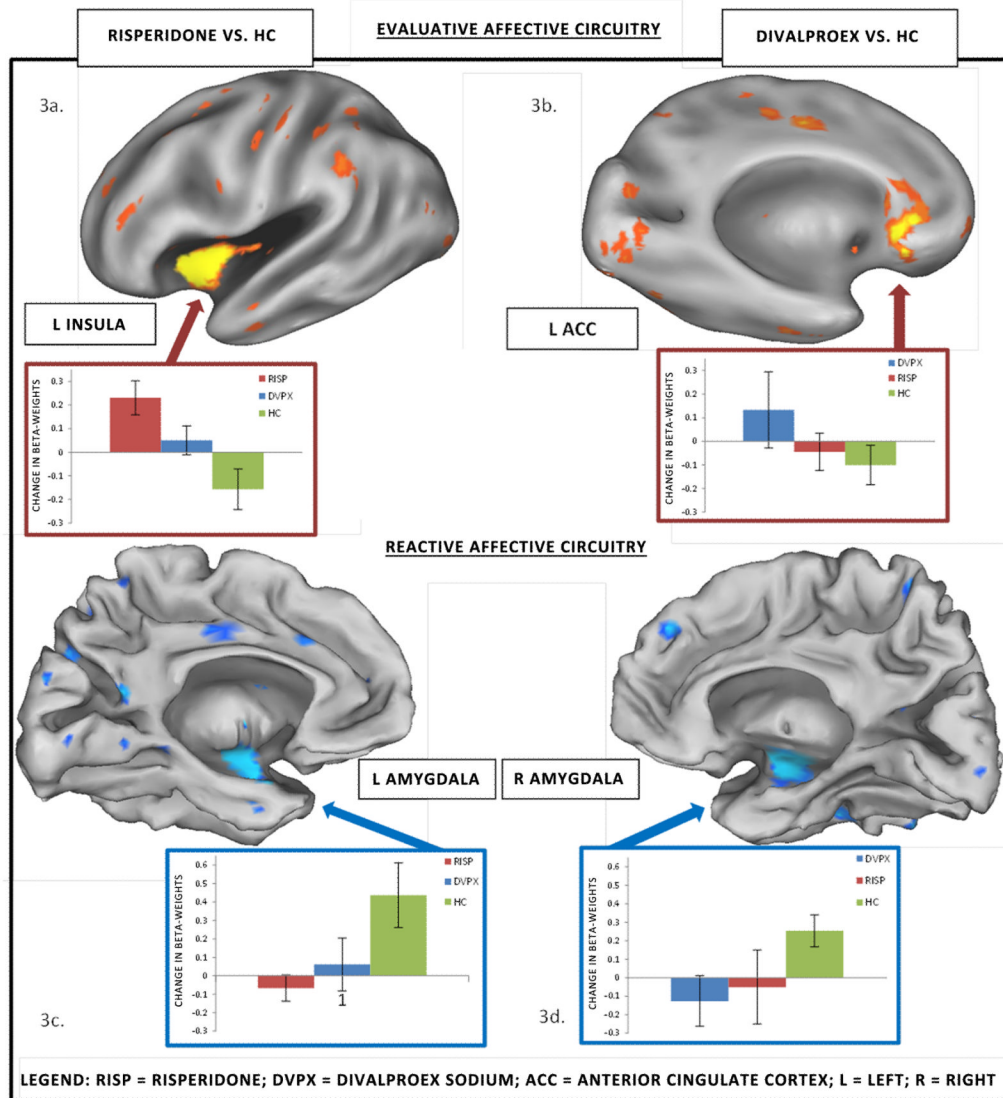 RISPERIDONE VS. HC
EVALUATIVE AFFECTIVE CIRCUITRY
DIVALPROEX VS. HC
3a.
3b.
L INSULA
L ACC
CHANGE IN BETA-WEIGHTS
0.3
0.2
0.1
0
-0.1
-0.2
-0.3
RISP
DVPX
HC
CHANGE IN BETA-WEIGHTS
0.3
0.2
0.1
0
-0.1
-0.2
-0.3
DVPX
RISP
HC
REACTIVE AFFECTIVE CIRCUITRY
L AMYGDALA
R AMYGDALA
3c.
CHANGE IN BETA-WEIGHTS
0.6
0.5
0.4
0.3
0.2
0.1
0
-0.1
-0.2
-0.3
1
RISP
DVPX
HC
3d.
CHANGE IN BETA-WEIGHTS
0.6
0.5
0.4
0.3
0.2
0.1
0
-0.1
-0.2
-0.3
DVPX
RISP
HC
LEGEND: RISP = RISPERIDONE; DVPX = DIVALPROEX SODIUM; ACC = ANTERIOR CINGULATE CORTEX; L = LEFT; R = RIGHT